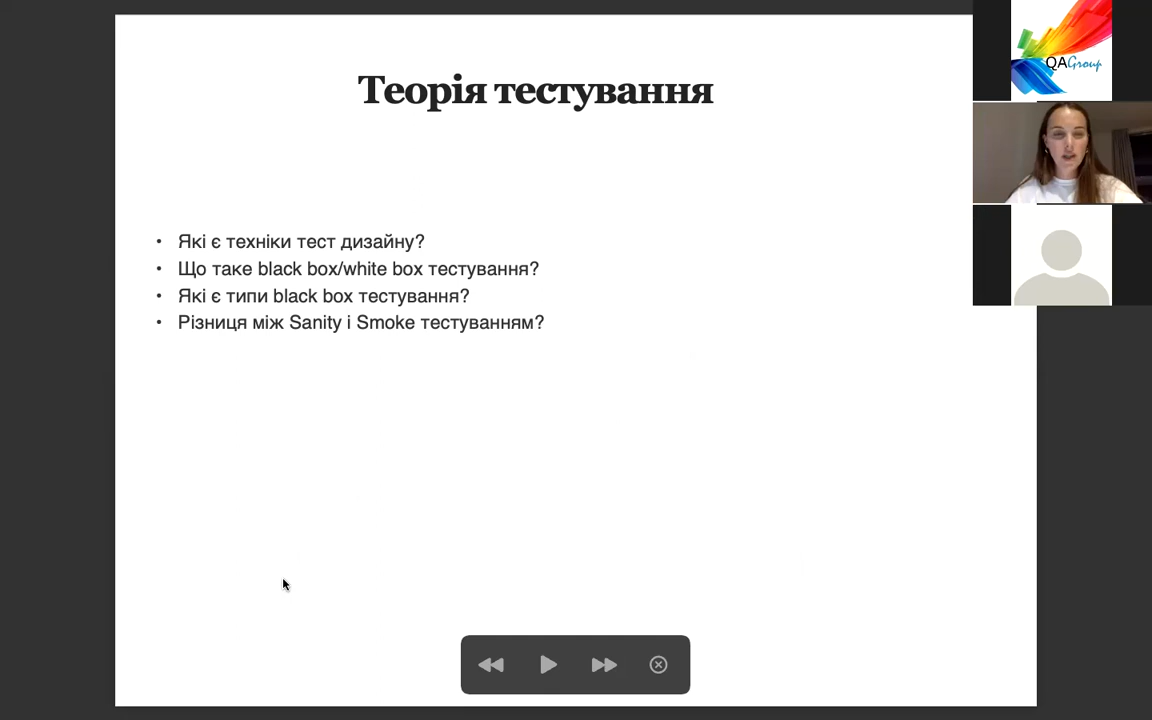 Теорія тестування
• Які є техніки тест дизайну?
• Що таке black box/white box тестування?
• Які є типи black box тестування?
• Різниця між Sanity і Smoke тестуванням?
QAGroup